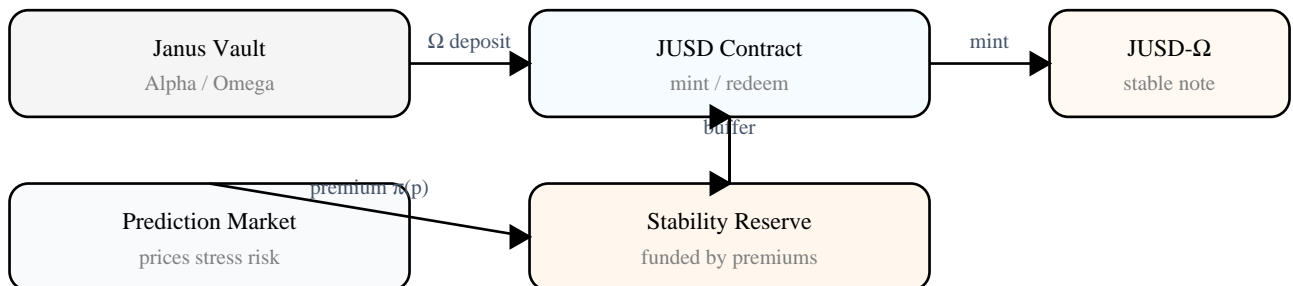 Janus Vault
Alpha / Omega
Ω deposit
JUSD Contract
mint / redeem
mint
JUSD-Ω
stable note
buffer
premium π(p)
Prediction Market
prices stress risk
Stability Reserve
funded by premiums